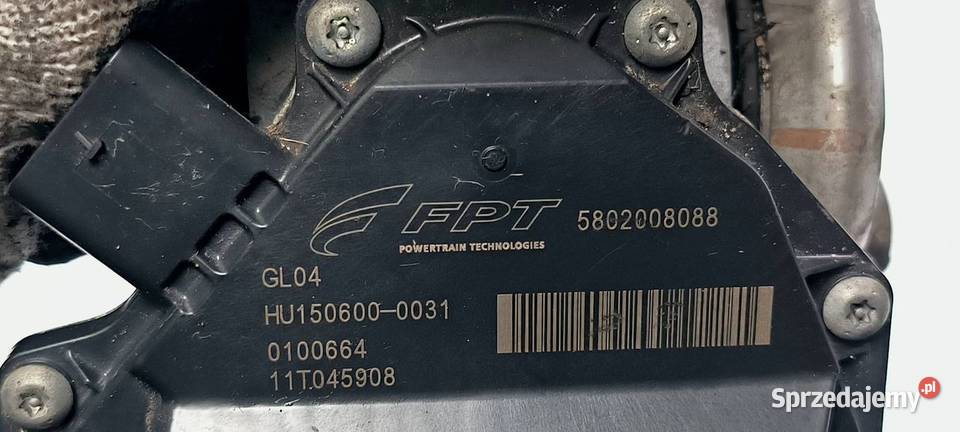 FPT 5802008088
POWERTRAIN TECHNOLOGIES
GL04
HU150600-0031
0100664
11T045908
Sprzedajemy.pl